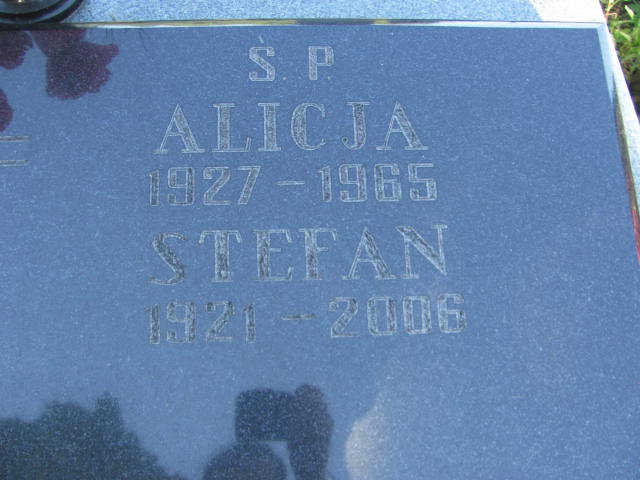 S. P.
ALICJA
1927 - 1965
STEFAN
1921 - 2006